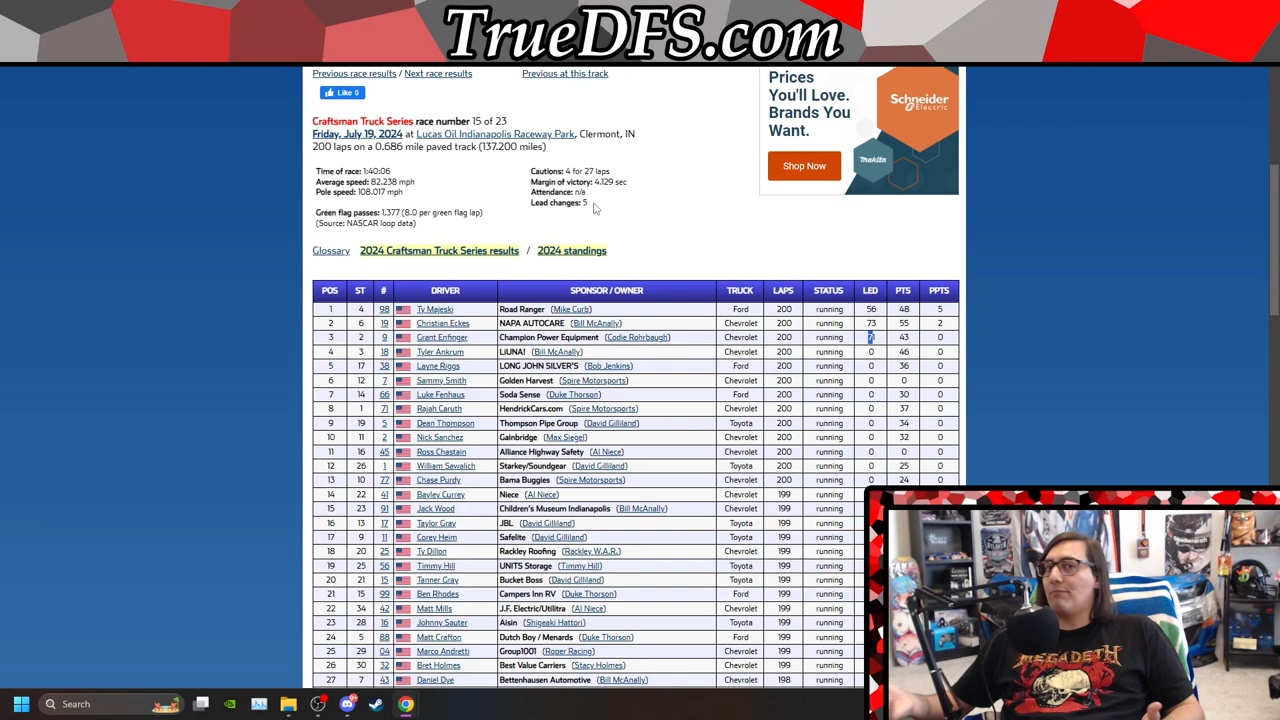 TrueDFS.com
Previous race results / Next race results Previous at this track
Like 0
Prices
You'll Love.
Brands You
Want.
Schneider
Electric
makita
Shop Now
Craftsman Truck Series race number 15 of 23
Friday, July 19, 2024 at Lucas Oil Indianapolis Raceway Park, Clermont, IN
200 laps on a 0.686 mile paved track (137.200 miles)
Time of race: 1:40:06 Cautions: 4 for 27 laps
Average speed: 82.238 mph Margin of victory: 4.129 sec
Pole speed: 108.017 mph Attendance: n/a
Lead changes: 5
Green flag passes: 1,377 (8.0 per green flag lap)
(Source: NASCAR loop data)
Glossary 2024 Craftsman Truck Series results / 2024 standings
POS ST # DRIVER SPONSOR / OWNER TRUCK LAPS STATUS LED PTS PPTS
1 4 98 Ty Majeski Road Ranger (Mike Curb) Ford 200 running 56 48 5
2 6 19 Christian Eckes NAPA AUTOCARE (Bill McAnally) Chevrolet 200 running 73 55 2
3 2 9 Grant Enfinger Champion Power Equipment (Codie Rohrbaugh) Chevrolet 200 running 71 43 0
4 3 18 Tyler Ankrum LiUNA! (Bill McAnally) Chevrolet 200 running 0 46 0
5 17 38 Layne Riggs LONG JOHN SILVER'S (Bob Jenkins) Ford 200 running 0 36 0
6 12 7 Sammy Smith Golden Harvest (Spire Motorsports) Chevrolet 200 running 0 0 0
7 14 66 Luke Fenhaus Soda Sense (Duke Thorson) Ford 200 running 0 30 0
8 1 71 Rajah Caruth HendrickCars.com (Spire Motorsports) Chevrolet 200 running 0 37 0
9 19 5 Dean Thompson Thompson Pipe Group (David Gilliland) Toyota 200 running 0 34 0
10 11 2 Nick Sanchez Gainbridge (Max Siegel) Chevrolet 200 running 0 32 0
11 16 45 Ross Chastain Alliance Highway Safety (Al Niece) Chevrolet 200 running 0 0 0
12 26 1 William Sawalich Starkey/Soundgear (David Gilliland) Toyota 200 running 0 25 0
13 10 77 Chase Purdy Bama Buggies (Spire Motorsports) Chevrolet 200 running 0 24 0
14 22 41 Bayley Currey Niece (Al Niece) Chevrolet 199 running
15 23 91 Jack Wood Children's Museum Indianapolis (Bill McAnally) Chevrolet 199 running
16 13 17 Taylor Gray JBL (David Gilliland) Toyota 199 running
17 9 11 Corey Heim Safelite (David Gilliland) Toyota 199 running
18 20 25 Ty Dillon Rackley Roofing (Rackley W.A.R.) Chevrolet 199 running
19 25 56 Timmy Hill UNITS Storage (Timmy Hill) Toyota 199 running
20 21 15 Tanner Gray Bucket Boss (David Gilliland) Toyota 199 running
21 15 99 Ben Rhodes Campers Inn RV (Duke Thorson) Ford 199 running
22 34 42 Matt Mills J.F. Electric/Utilitra (Al Niece) Chevrolet 199 running
23 28 16 Johnny Sauter Aisin (Shigeaki Hattori) Toyota 199 running
24 5 88 Matt Crafton Dutch Boy / Menards (Duke Thorson) Ford 199 running
25 29 04 Marco Andretti Group1001 (Roper Racing) Chevrolet 199 running
26 30 32 Bret Holmes Best Value Carriers (Stacy Holmes) Chevrolet 199 running
27 7 43 Daniel Dye Bettenhausen Automotive (Bill McAnally) Chevrolet 198 running
MEGADETH
Search